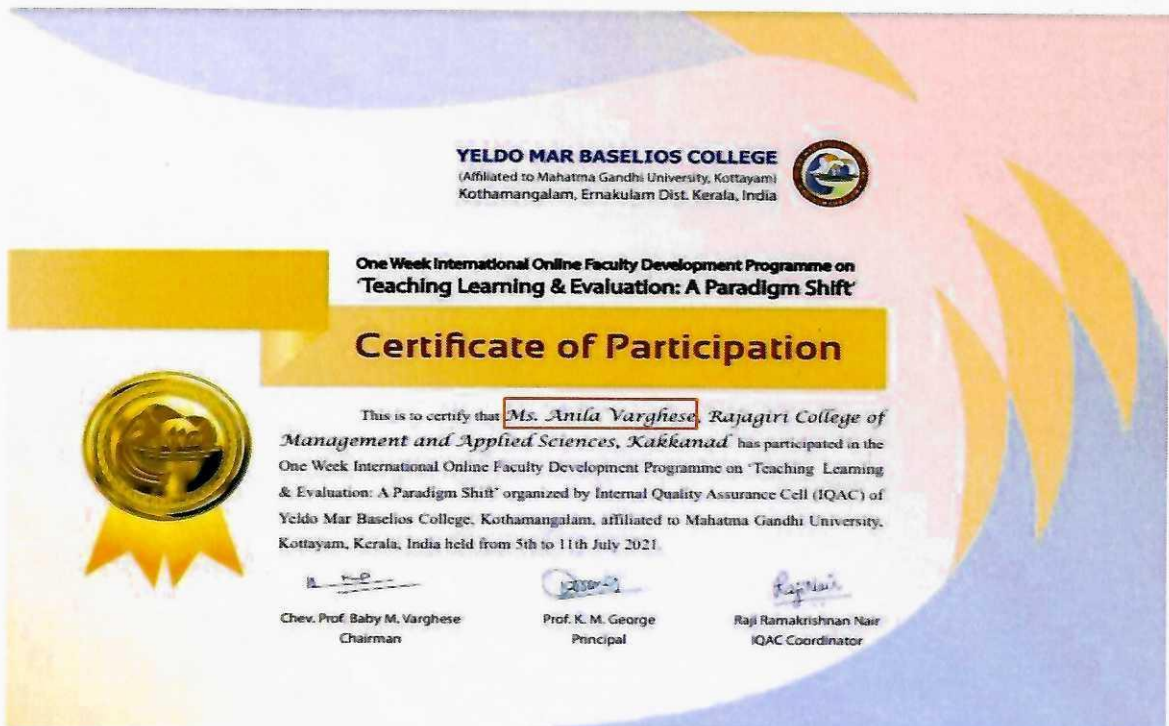 YELDO MAR BASELIOS COLLEGE
(Affiliated to Mahatma Gandhi University, Kottayam)
Kothamangalam, Ernakulam Dist. Kerala, India
One Week International Online Faculty Development Programme on
'Teaching Learning & Evaluation: A Paradigm Shift'
Certificate of Participation
This is to certify that Ms. Anila Varghese, Rajagiri College of
Management and Applied Sciences, Kakkanad has participated in the
One Week International Online Faculty Development Programme on 'Teaching Learning
& Evaluation: A Paradigm Shift' organized by Internal Quality Assurance Cell (IQAC) of
Yeldo Mar Baselios College, Kothamangalam, affiliated to Mahatma Gandhi University,
Kottayam, Kerala, India held from 5th to 11th July 2021.
Raji Nair
Chev. Prof. Baby M. Varghese
Chairman
Prof. K. M. George
Principal
Raji Ramakrishnan Nair
IQAC Coordinator